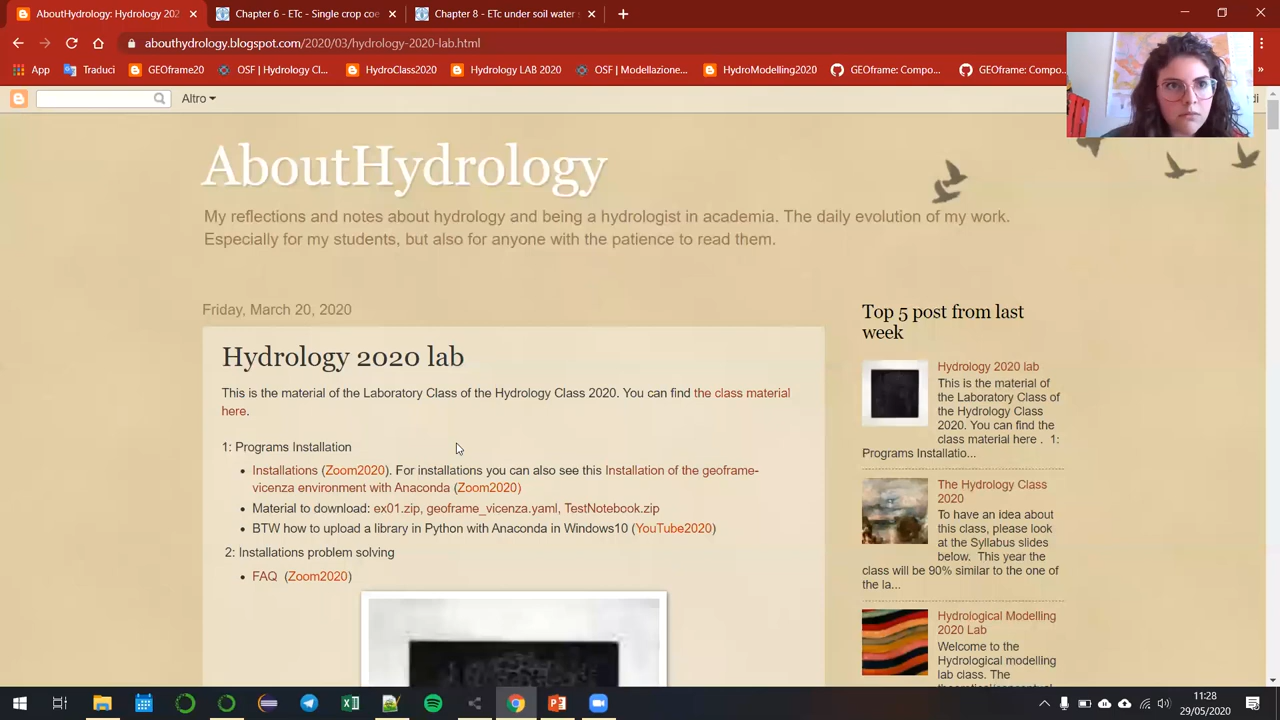 AboutHydrology: Hydrology 202
Chapter 6 - ETc - Single crop coe
Chapter 8 - ETc under soil water
abouthydrology.blogspot.com/2020/03/hydrology-2020-lab.html
App
Traduci
GEOframe20
OSF | Hydrology Cl...
HydroClass2020
Hydrology LAB 2020
OSF | Modellazione...
HydroModelling2020
GEOframe: Compo...
GEOframe: Compo...
»
Altro
di
AboutHydrology
My reflections and notes about hydrology and being a hydrologist in academia. The daily evolution of my work.
Especially for my students, but also for anyone with the patience to read them.
Friday, March 20, 2020
Hydrology 2020 lab
This is the material of the Laboratory Class of the Hydrology Class 2020. You can find the class material
here.
1: Programs Installation
• Installations (Zoom2020). For installations you can also see this Installation of the geoframe-
vicenza environment with Anaconda (Zoom2020)
• Material to download: ex01.zip, geoframe_vicenza.yaml, TestNotebook.zip
• BTW how to upload a library in Python with Anaconda in Windows10 (YouTube2020)
2: Installations problem solving
• FAQ (Zoom2020)
Top 5 post from last
week
Hydrology 2020 lab
This is the material of
the Laboratory Class of
the Hydrology Class
2020. You can find the
class material here . 1:
Programs Installatio...
The Hydrology Class
2020
To have an idea about
this class, please look
at the Syllabus slides
below. This year the
class will be 90% similar to the one of
the la...
Hydrological Modelling
2020 Lab
Welcome to the
Hydrological modelling
lab class. The
11:28
29/05/2020